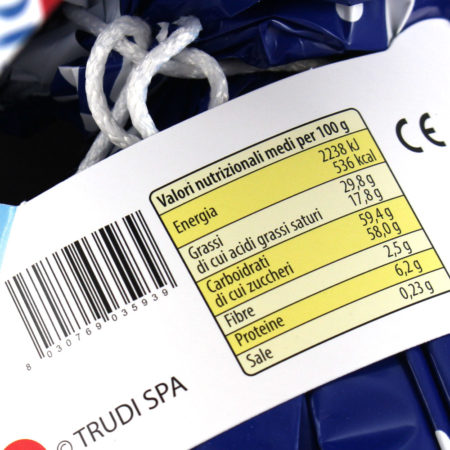 Valori nutrizionali medi per 100 g
Energia 2238 kJ
536 kcal
Grassi 29,8 g
di cui acidi grassi saturi 17,8 g
Carboidrati 59,4 g
di cui zuccheri 58,0 g
Fibre 2,5 g
Proteine 6,2 g
Sale 0,23 g
CE
8 030769 035939
© TRUDI SPA